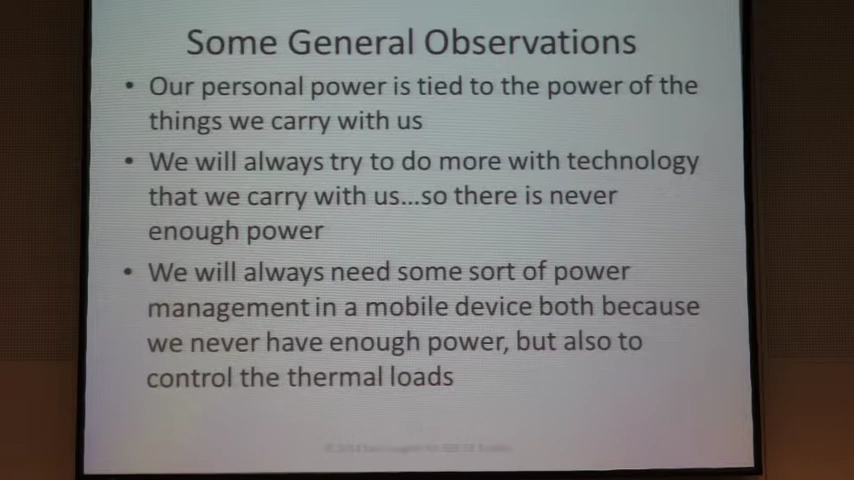 Some General Observations
• Our personal power is tied to the power of the
things we carry with us
• We will always try to do more with technology
that we carry with us...so there is never
enough power
• We will always need some sort of power
management in a mobile device both because
we never have enough power, but also to
control the thermal loads